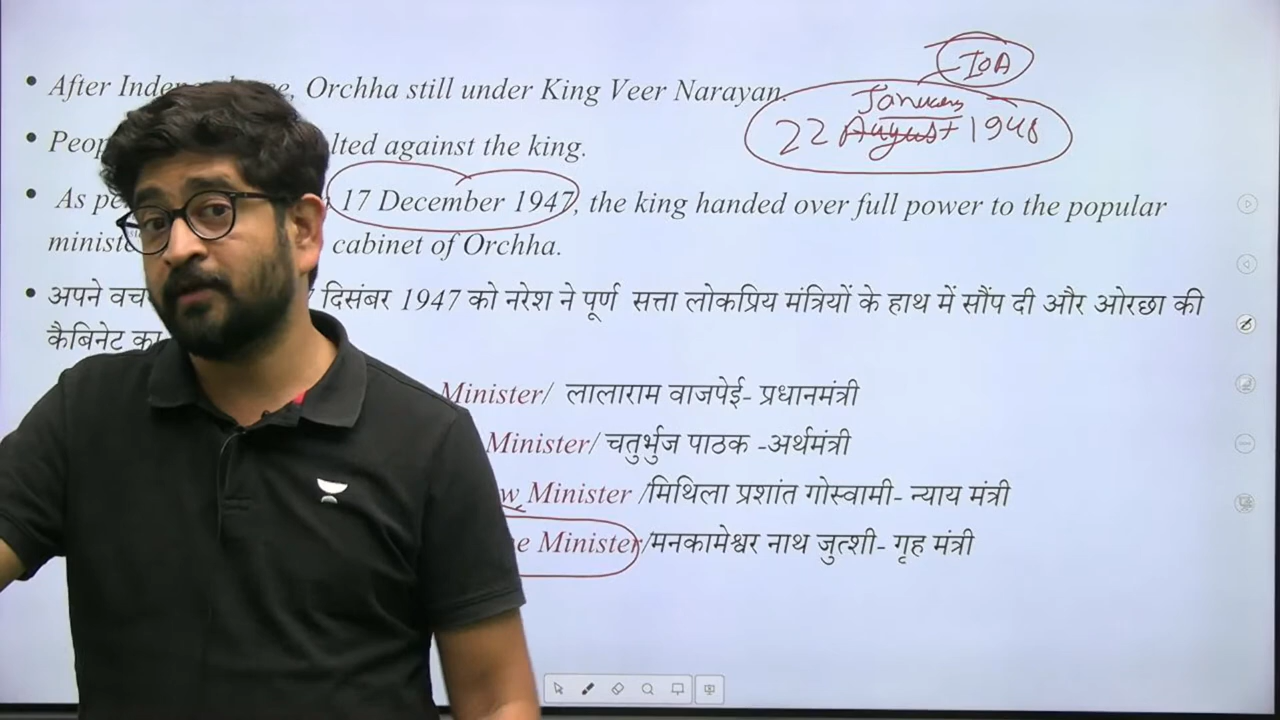 IOA
After Inde e, Orchha still under King Veer Narayan.
January
22 August 1948
Peop lted against the king.
As pe 17 December 1947, the king handed over full power to the popular
ministe cabinet of Orchha.
अपने वच दिसंबर 1947 को नरेश ने पूर्ण सत्ता लोकप्रिय मंत्रियों के हाथ में सौंप दी और ओरछा की
कैबिनेट का
Minister/ लालाराम वाजपेई- प्रधानमंत्री
Minister/ चतुर्भुज पाठक -अर्थमंत्री
w Minister /मिथिला प्रशांत गोस्वामी- न्याय मंत्री
e Minister/मनकामेश्वर नाथ जुत्शी- गृह मंत्री